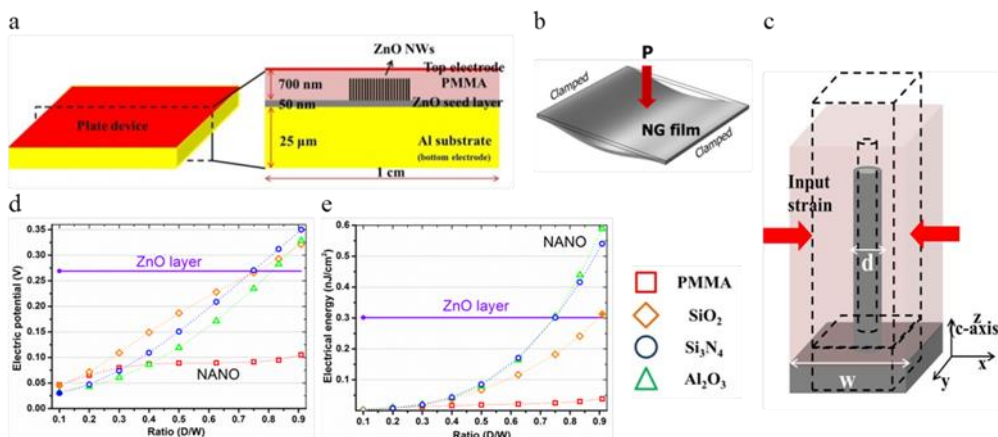 a
ZnO NWs
Top electrode
700 nm
PMMA
50 nm
ZnO seed layer
Plate device
25 µm
Al substrate
(bottom electrode)
1 cm
b
P
Clamped
NG film
Clamped
c
Input
strain
d
W
z
c-axis
x
y
d
Electric potential (V)
0.35
0.30
0.25
0.20
0.15
0.10
0.05
0.00
ZnO layer
NANO
0.1 0.2 0.3 0.4 0.5 0.6 0.7 0.8 0.9
Ratio (D/W)
e
Electrical energy (nJ/cm²)
0.6
0.5
0.4
0.3
0.2
0.1
NANO
ZnO layer
0.1 0.2 0.3 0.4 0.5 0.6 0.7 0.8 0.9
Ratio (D/W)
PMMA
SiO₂
Si₃N₄
Al₂O₃